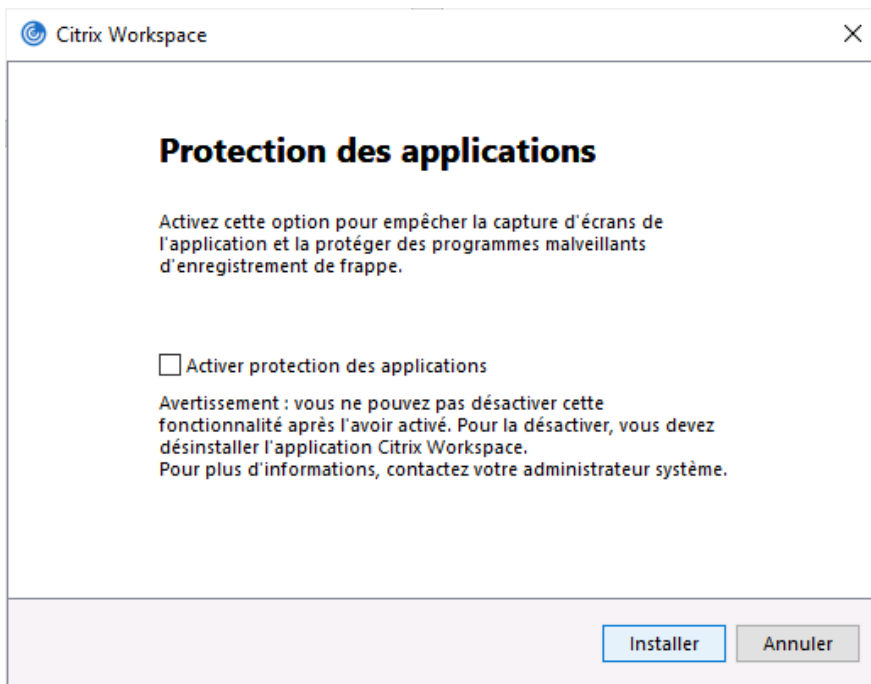 Citrix Workspace
Protection des applications
Activez cette option pour empêcher la capture d'écrans de
l'application et la protéger des programmes malveillants
d'enregistrement de frappe.
Activer protection des applications
Avertissement : vous ne pouvez pas désactiver cette
fonctionnalité après l'avoir activé. Pour la désactiver, vous devez
désinstaller l'application Citrix Workspace.
Pour plus d'informations, contactez votre administrateur système.
Installer
Annuler